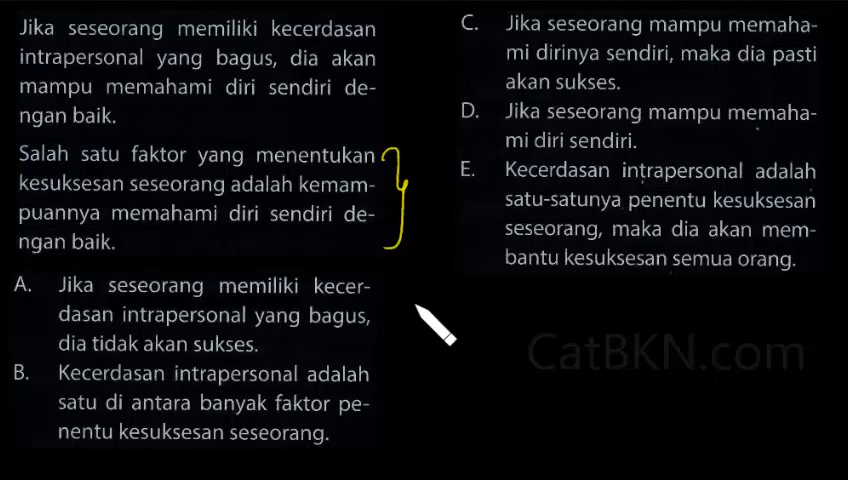 Jika seseorang memiliki kecerdasan
intrapersonal yang bagus, dia akan
mampu memahami diri sendiri de-
ngan baik.
Salah satu faktor yang menentukan
kesuksesan seseorang adalah kemam-
puannya memahami diri sendiri de-
ngan baik.
A. Jika seseorang memiliki kecer-
dasan intrapersonal yang bagus,
dia tidak akan sukses.
B. Kecerdasan intrapersonal adalah
satu di antara banyak faktor pe-
nentu kesuksesan seseorang.
C. Jika seseorang mampu memaha-
mi dirinya sendiri, maka dia pasti
akan sukses.
D. Jika seseorang mampu memaha-
mi diri sendiri.
E. Kecerdasan intrapersonal adalah
satu-satunya penentu kesuksesan
seseorang, maka dia akan mem-
bantu kesuksesan semua orang.
CatBKN.com